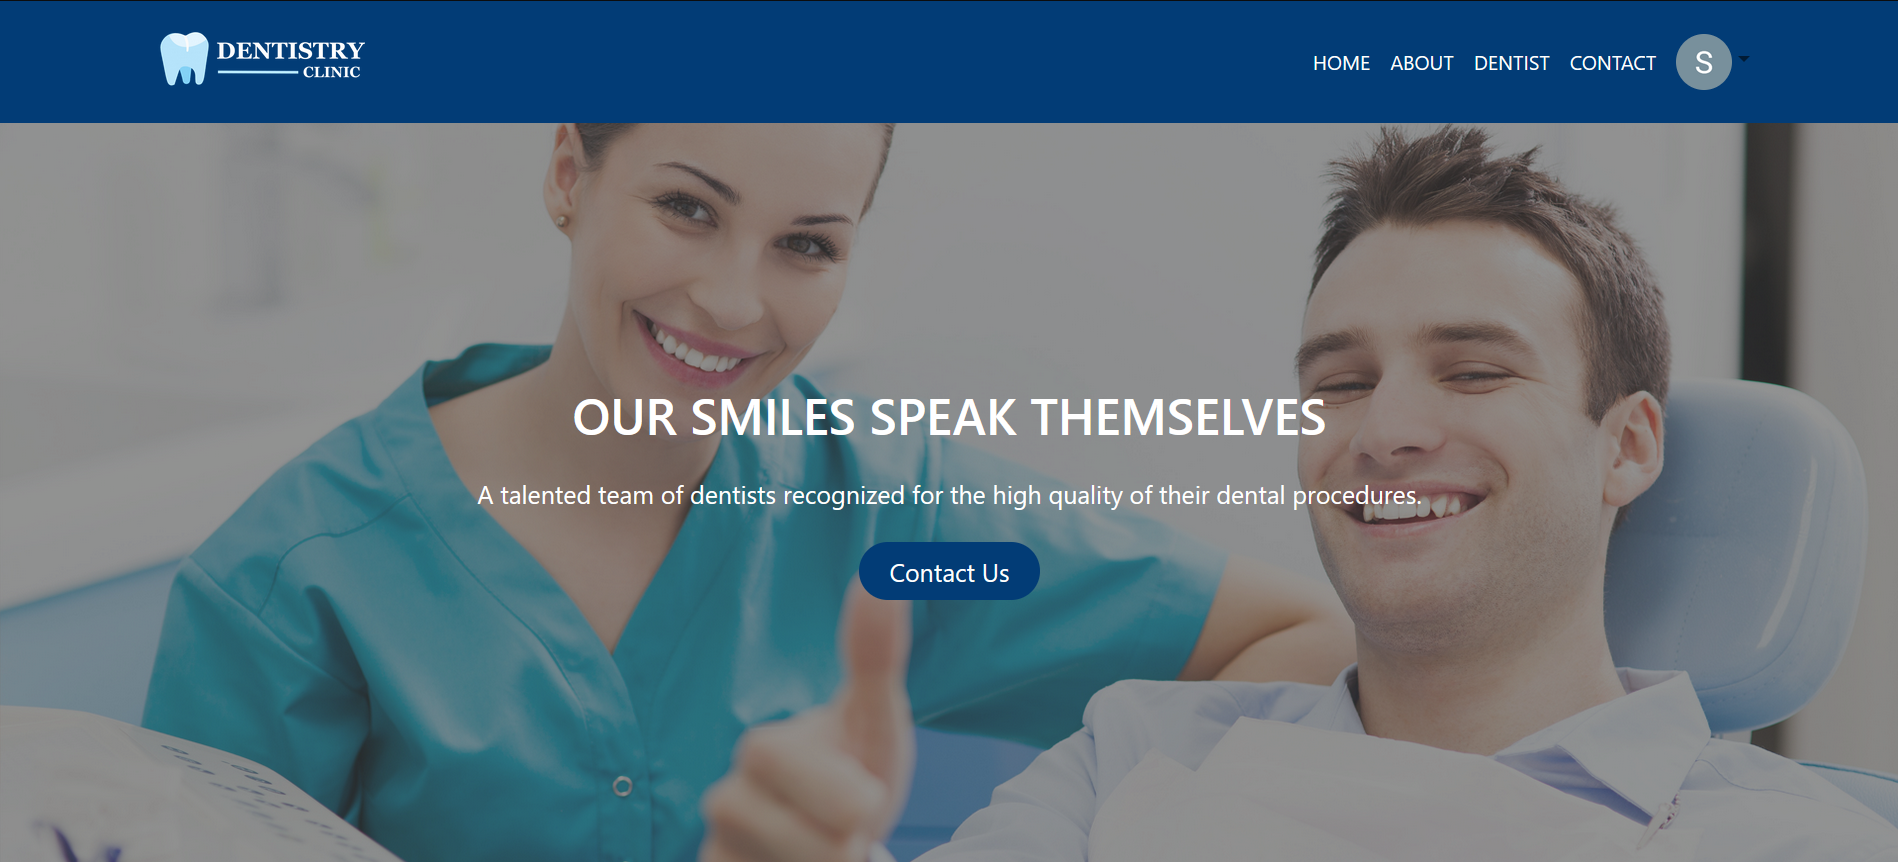 DENTISTRY
CLINIC
HOME ABOUT DENTIST CONTACT S
OUR SMILES SPEAK THEMSELVES
A talented team of dentists recognized for the high quality of their dental procedures.
Contact Us